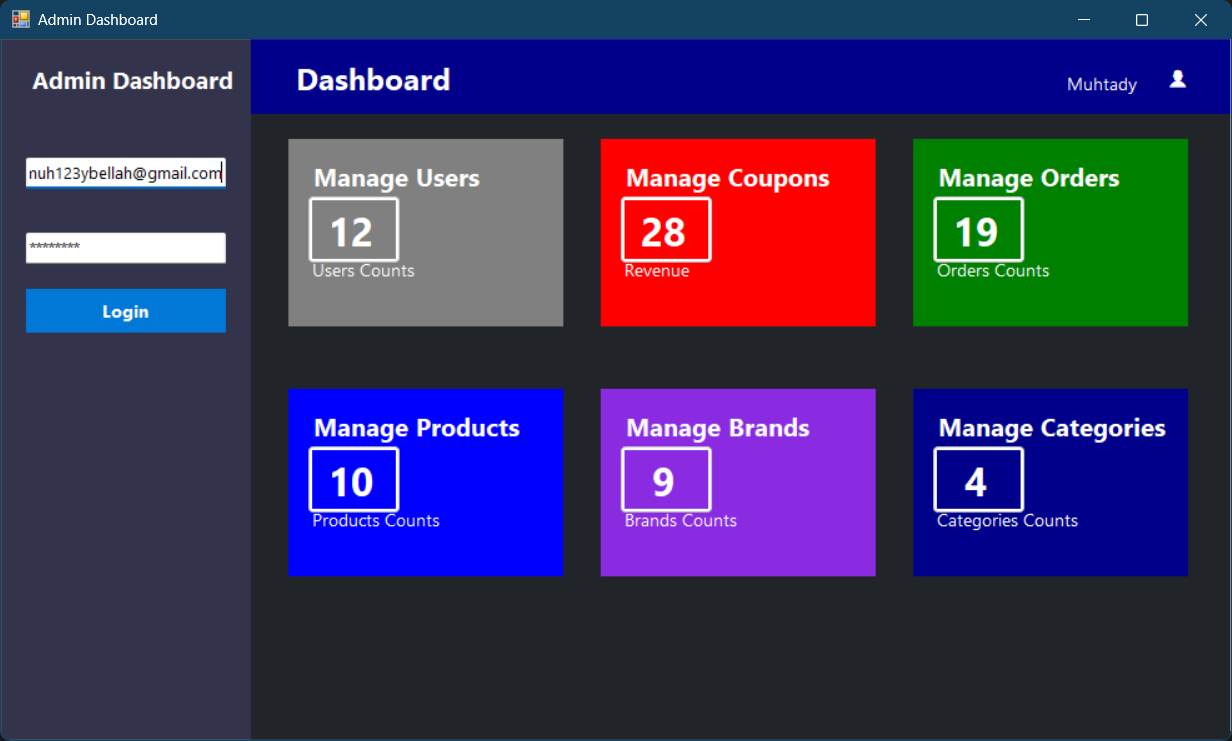 Admin Dashboard
Admin Dashboard
nuh123ybellah@gmail.com
********
Login
Dashboard
Muhtady
Manage Users
12
Users Counts
Manage Coupons
28
Revenue
Manage Orders
19
Orders Counts
Manage Products
10
Products Counts
Manage Brands
9
Brands Counts
Manage Categories
4
Categories Counts